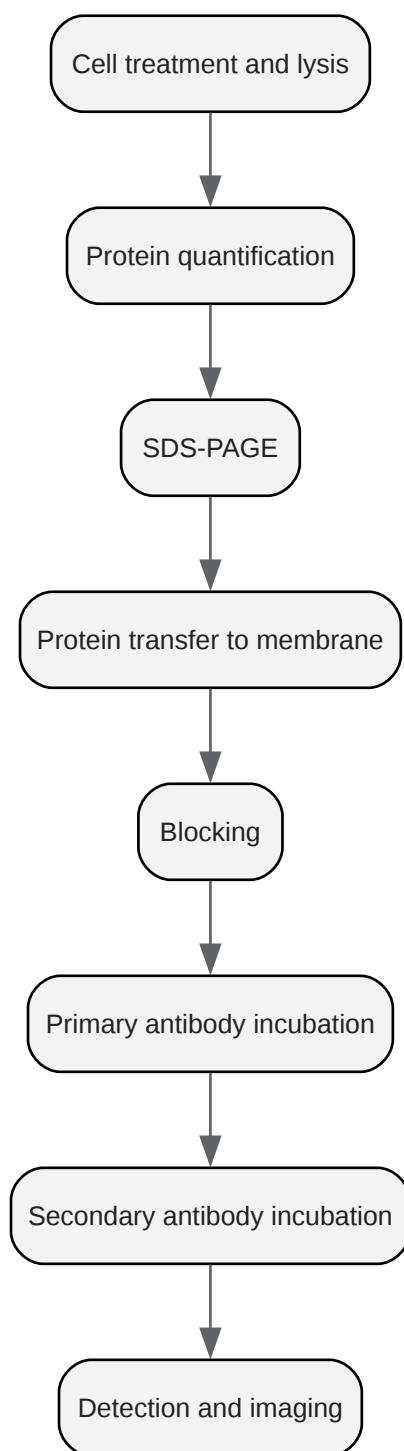 Cell treatment and lysis
Protein quantification
SDS-PAGE
Protein transfer to membrane
Blocking
Primary antibody incubation
Secondary antibody incubation
Detection and imaging